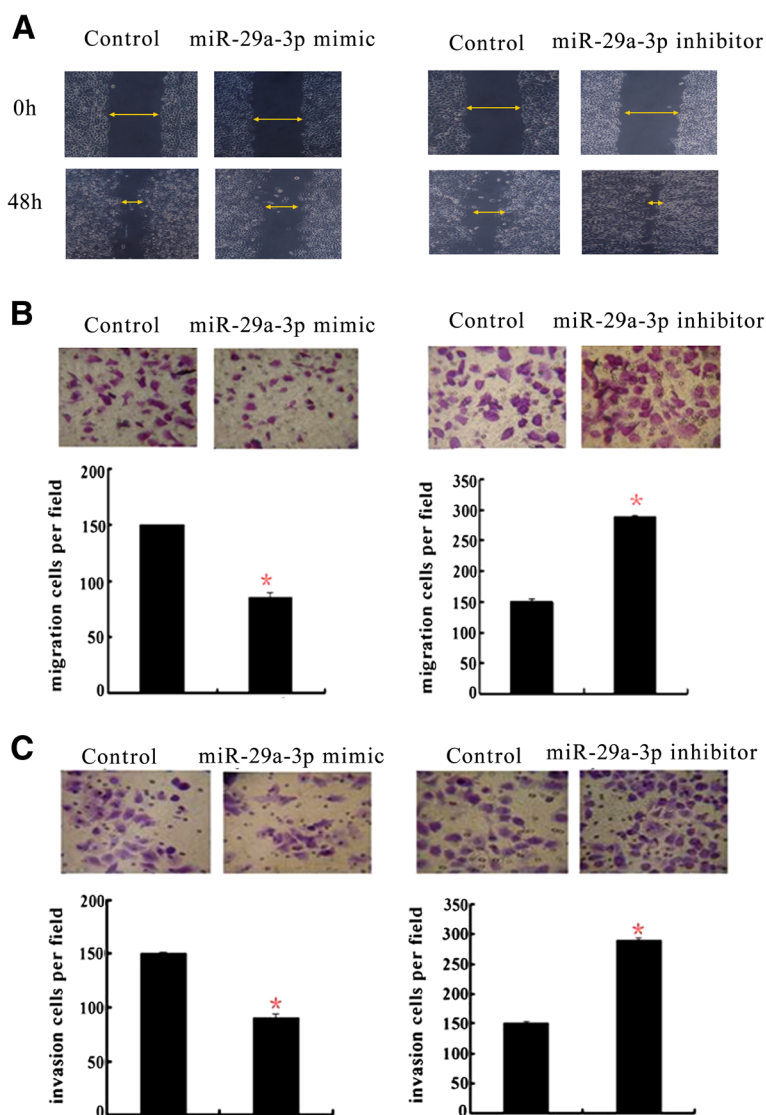 A
Control miR-29a-3p mimic Control miR-29a-3p inhibitor
0h
48h
B
Control miR-29a-3p mimic Control miR-29a-3p inhibitor
migration cells per field
200
150
100
50
0
*
migration cells per field
350
300
250
200
150
100
50
0
*
C
Control miR-29a-3p mimic Control miR-29a-3p inhibitor
invasion cells per field
200
150
100
50
0
*
invasion cells per field
350
300
250
200
150
100
50
0
*